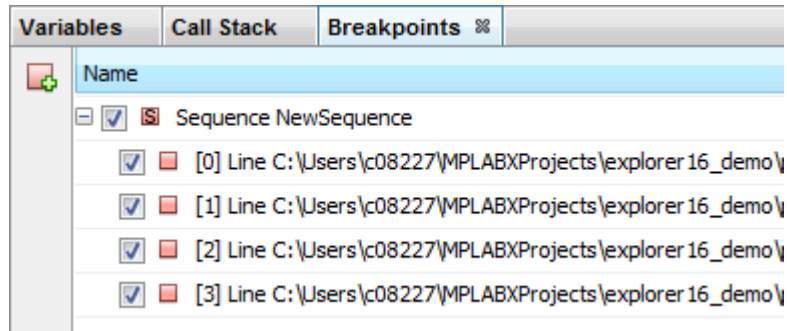 Variables Call Stack Breakpoints
Name
S Sequence NewSequence
[0] Line C:\Users\c08227\MPLABXProjects\explorer16_demo\
[1] Line C:\Users\c08227\MPLABXProjects\explorer16_demo\
[2] Line C:\Users\c08227\MPLABXProjects\explorer16_demo\
[3] Line C:\Users\c08227\MPLABXProjects\explorer16_demo\